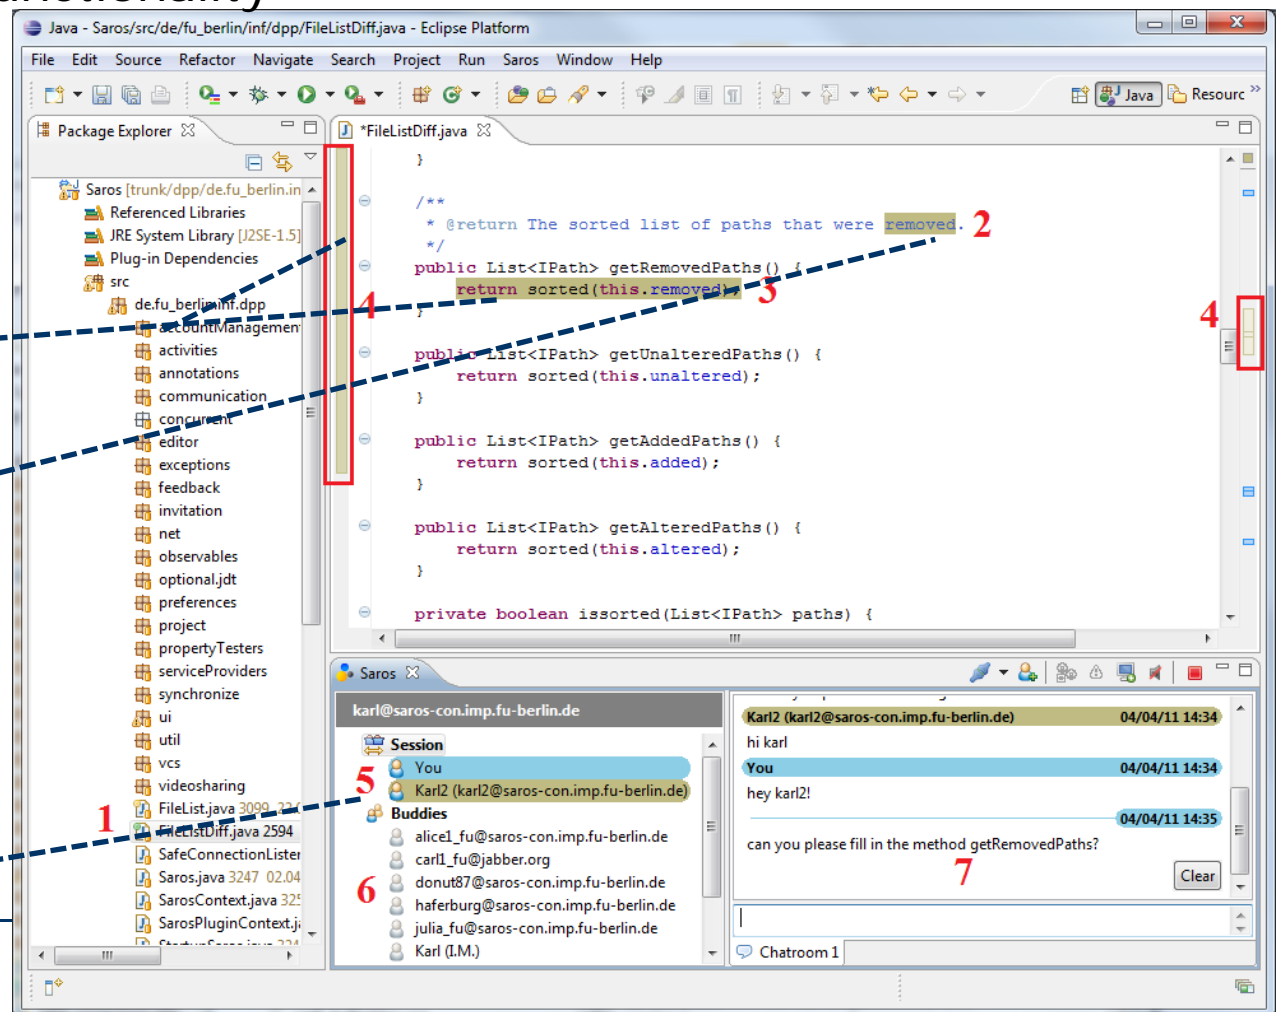 Java - Saros/src/de/fu_berlin/inf/dpp/FileListDiff.java - Eclipse Platform
File Edit Source Refactor Navigate Search Project Run Saros Window Help
Java Resourc
Package Explorer
*FileListDiff.java
Saros [trunk/dpp/de.fu_berlin.in
Referenced Libraries
JRE System Library [J2SE-1.5]
Plug-in Dependencies
src
de.fu_berlin.inf.dpp
accountManagemen
activities
annotations
communication
concurrent
editor
exceptions
feedback
invitation
net
observables
optional.jdt
preferences
project
propertyTesters
serviceProviders
synchronize
ui
util
vcs
videosharing
1
FileList.java 3099
FileListDiff.java 2594
SafeConnectionListen
Saros.java 3247 02.04
SarosContext.java 325
SarosPluginContext.ja
}
/**
* @return The sorted list of paths that were removed.
2
*/
public List<IPath> getRemovedPaths() {
return sorted(this.removed);
3
4
}
4
public List<IPath> getUnalteredPaths() {
return sorted(this.unaltered);
}
public List<IPath> getAddedPaths() {
return sorted(this.added);
}
public List<IPath> getAlteredPaths() {
return sorted(this.altered);
}
private boolean issorted(List<IPath> paths) {
Saros
karl@saros-con.imp.fu-berlin.de
Session
You
5
Karl2 (karl2@saros-con.imp.fu-berlin.de)
Buddies
alice1_fu@saros-con.imp.fu-berlin.de
carl1_fu@jabber.org
donut87@saros-con.imp.fu-berlin.de
6
haferburg@saros-con.imp.fu-berlin.de
julia_fu@saros-con.imp.fu-berlin.de
Karl (I.M.)
Karl2 (karl2@saros-con.imp.fu-berlin.de) 04/04/11 14:34
hi karl
You 04/04/11 14:34
hey karl2!
04/04/11 14:35
can you please fill in the method getRemovedPaths?
7
Clear
Chatroom 1